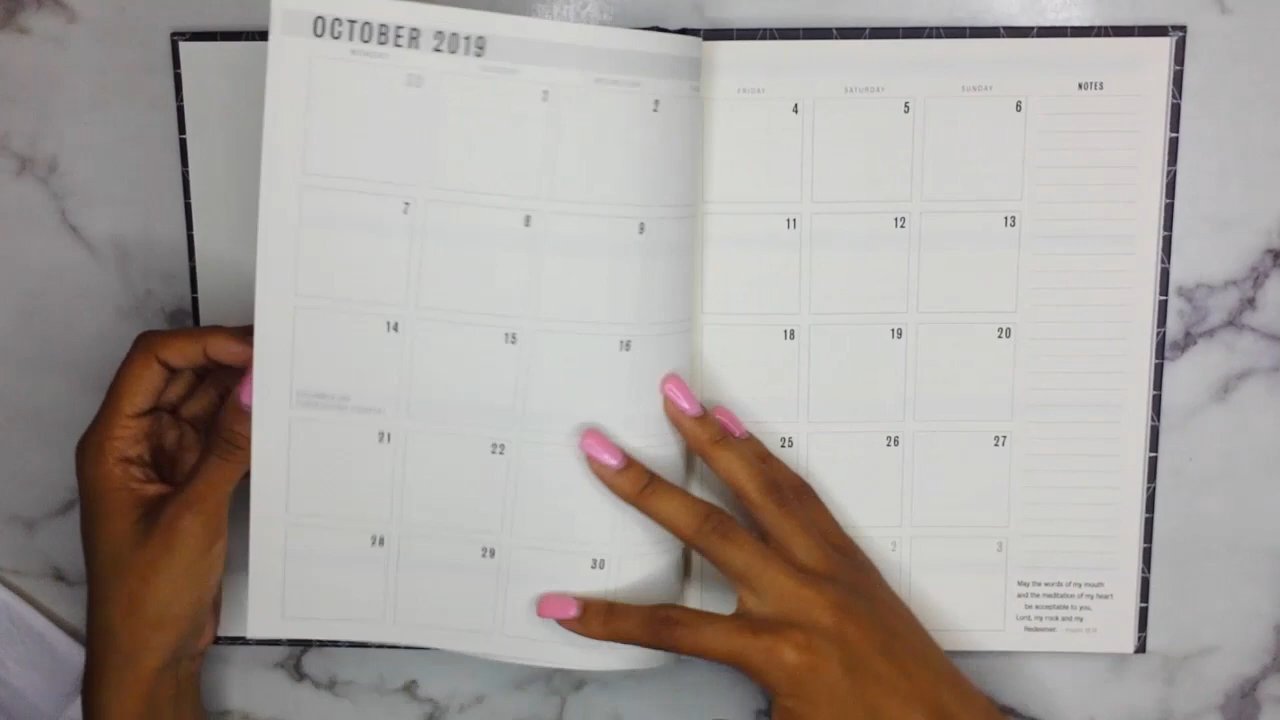 OCTOBER 2019
FRIDAY SATURDAY SUNDAY NOTES
2 4 5 6
7 8 9 11 12 13
14 15 16 18 19 20
21 22 25 26 27
28 29 30 2 3
May the words of my mouth
and the meditation of my heart
be acceptable to you,
Lord, my rock and my
Redeemer.